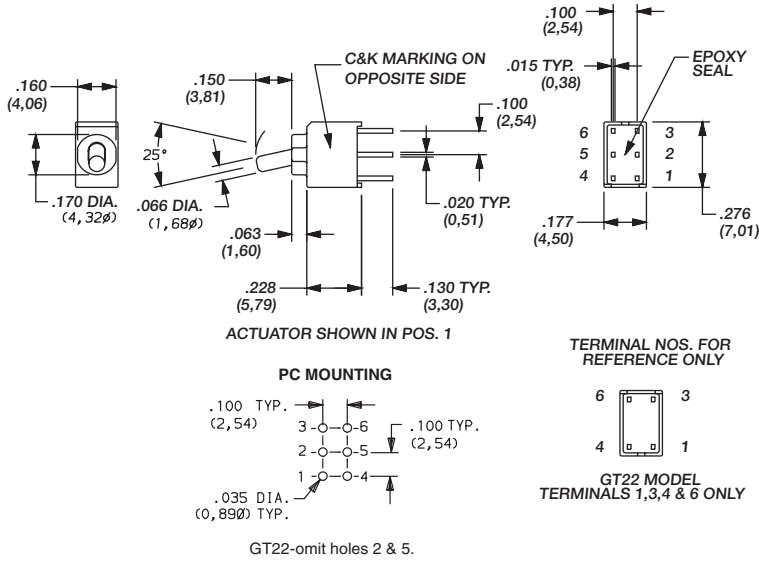 .160
(4,06)
.150
(3,81)
C&K MARKING ON
OPPOSITE SIDE
.100
(2,54)
25°
.170 DIA.
(4,32ø)
.066 DIA.
(1,68ø)
.020 TYP.
(0,51)
.063
(1,60)
.228
(5,79)
.130 TYP.
(3,30)
ACTUATOR SHOWN IN POS. 1
.100
(2,54)
.015 TYP.
(0,38)
EPOXY
SEAL
6 3
5 2
4 1
.177
(4,50)
.276
(7,01)
PC MOUNTING
.100 TYP.
(2,54)
3 6
2 5
1 4
.100 TYP.
(2,54)
.035 DIA.
(0,89Ø) TYP.
GT22-omit holes 2 & 5.
TERMINAL NOS. FOR
REFERENCE ONLY
6 3
4 1
GT22 MODEL
TERMINALS 1,3,4 & 6 ONLY